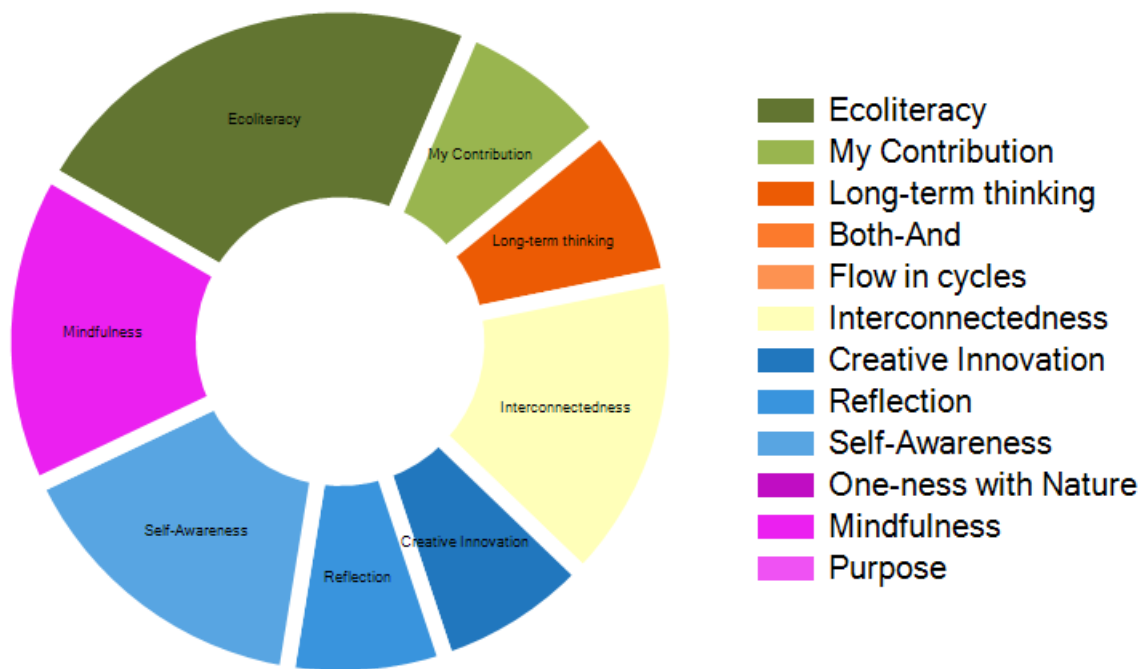 Ecoliteracy
My Contribution
Long-term thinking
Interconnectedness
Creative Innovation
Reflection
Self-Awareness
Mindfulness
Ecoliteracy
My Contribution
Long-term thinking
Both-And
Flow in cycles
Interconnectedness
Creative Innovation
Reflection
Self-Awareness
One-ness with Nature
Mindfulness
Purpose